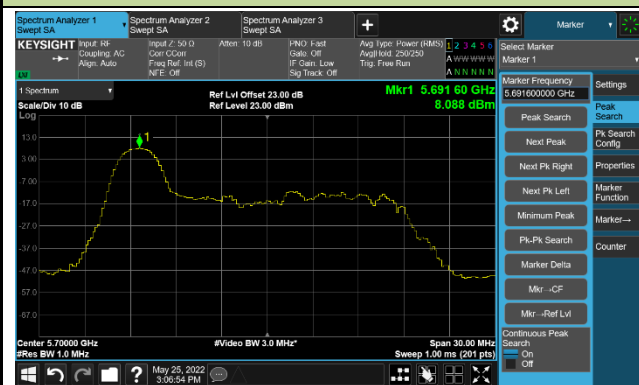 Spectrum Analyzer 1
Swept SA
Spectrum Analyzer 2
Swept SA
Spectrum Analyzer 3
Swept SA
+
Marker
KEYSIGHT
Input: RF
Coupling: AC
Align: Auto
Input Z: 50 Ω
Corr CCorr
Freq Ref: Int (S)
NFE: Off
Atten: 10 dB
PNO: Fast
Gate: Off
IF Gain: Low
Sig Track: Off
Avg Type: Power (RMS)
Avg|Hold: 250/250
Trig: Free Run
1 2 3 4 5 6
A W W W W W
A N N N N N
Select Marker
Marker 1
1 Spectrum
Scale/Div 10 dB
Log
Ref Lvl Offset 23.00 dB
Ref Level 23.00 dBm
Mkr1 5.691 60 GHz
8.088 dBm
1
13.0
3.00
-7.00
-17.0
-27.0
-37.0
-47.0
-57.0
-67.0
Center 5.70000 GHz
#Res BW 1.0 MHz
#Video BW 3.0 MHz*
Span 30.00 MHz
Sweep 1.00 ms (201 pts)
Marker Frequency
5.691600000 GHz
Peak Search
Next Peak
Next Pk Right
Next Pk Left
Minimum Peak
Pk-Pk Search
Marker Delta
Mkr→CF
Mkr→Ref Lvl
Continuous Peak
Search
On
Off
Settings
Peak
Search
Pk Search
Config
Properties
Marker
Function
Marker→
Counter
?
May 25, 2022
3:06:54 PM